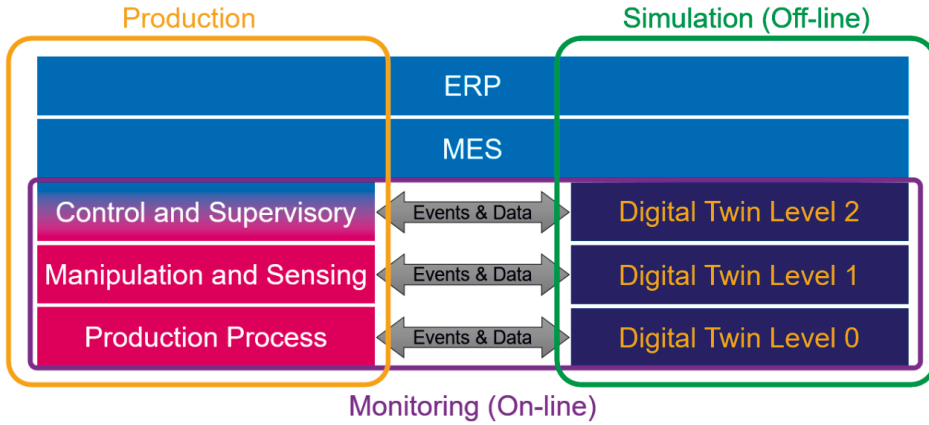 Production
Simulation (Off-line)
ERP
MES
Control and Supervisory
Events & Data
Digital Twin Level 2
Manipulation and Sensing
Events & Data
Digital Twin Level 1
Production Process
Events & Data
Digital Twin Level 0
Monitoring (On-line)